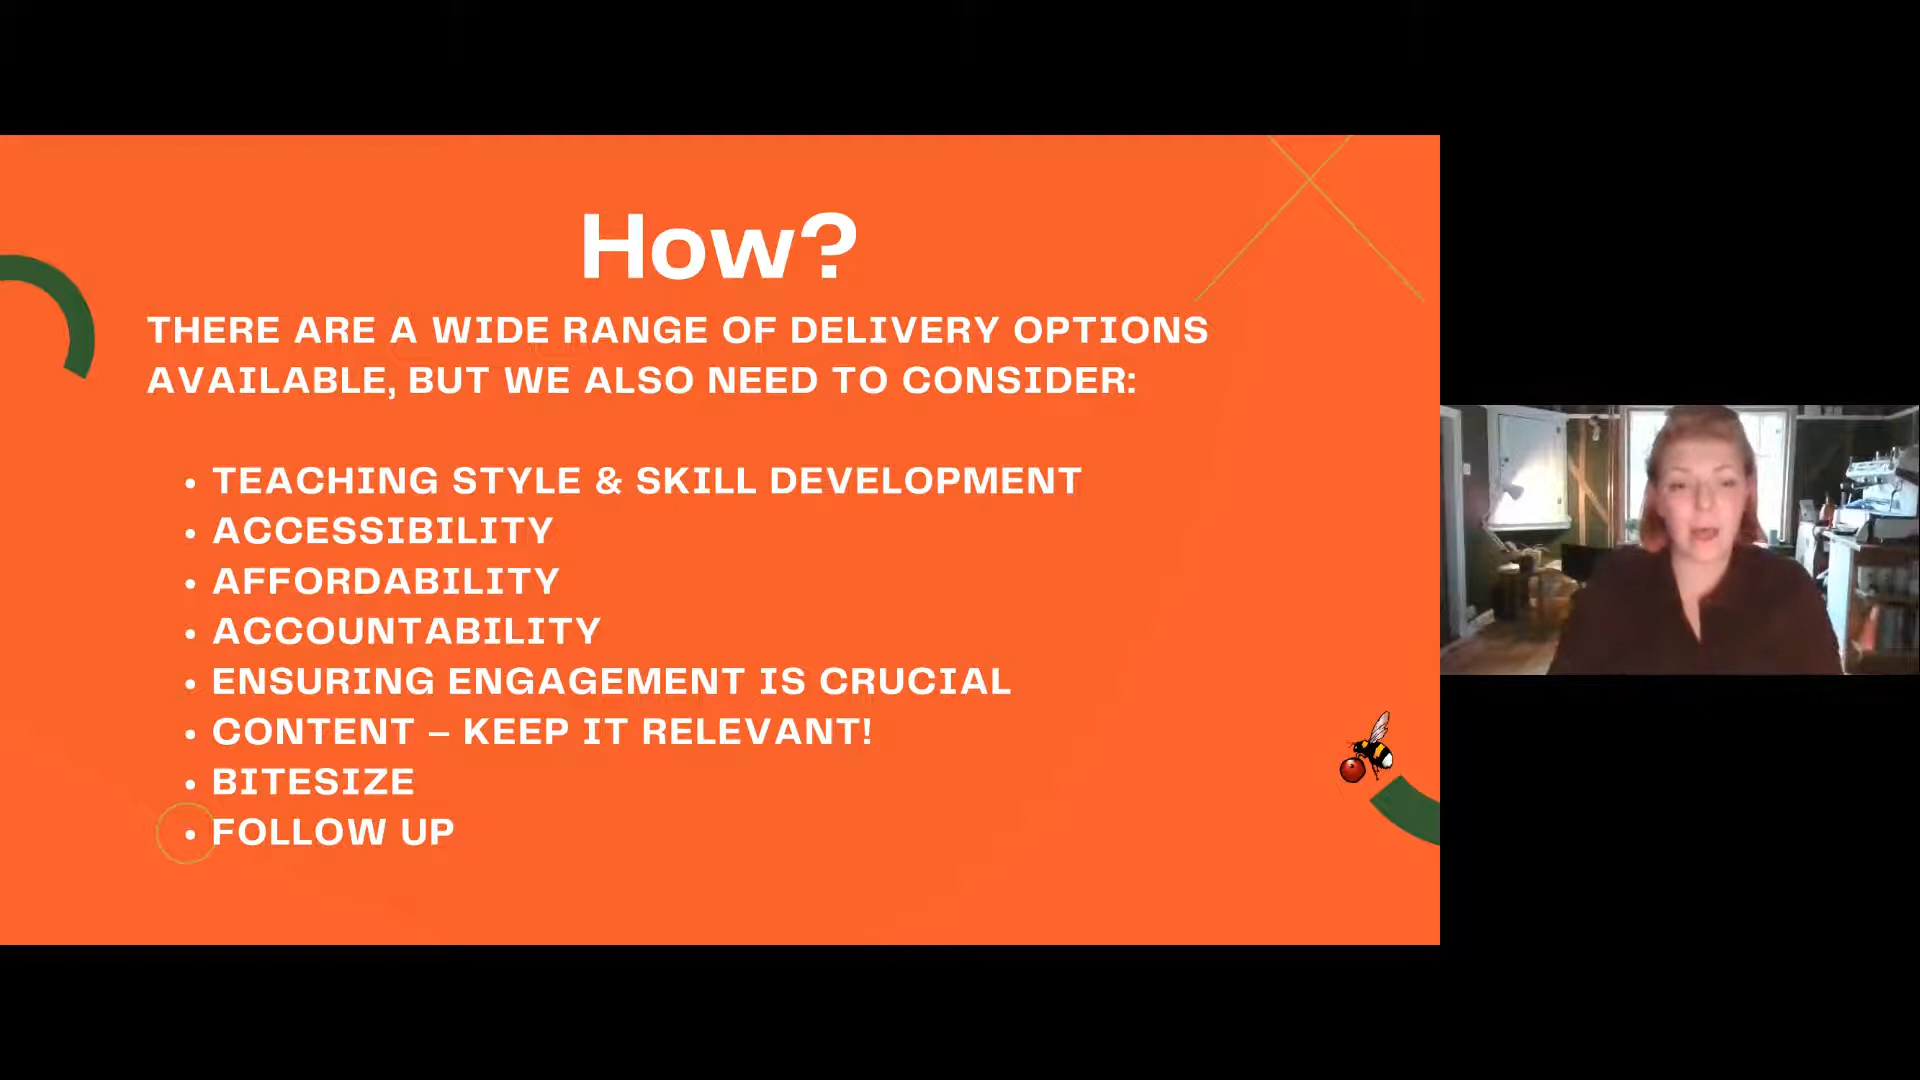 How?
THERE ARE A WIDE RANGE OF DELIVERY OPTIONS
AVAILABLE, BUT WE ALSO NEED TO CONSIDER:
• TEACHING STYLE & SKILL DEVELOPMENT
• ACCESSIBILITY
• AFFORDABILITY
• ACCOUNTABILITY
• ENSURING ENGAGEMENT IS CRUCIAL
• CONTENT – KEEP IT RELEVANT!
• BITESIZE
• FOLLOW UP